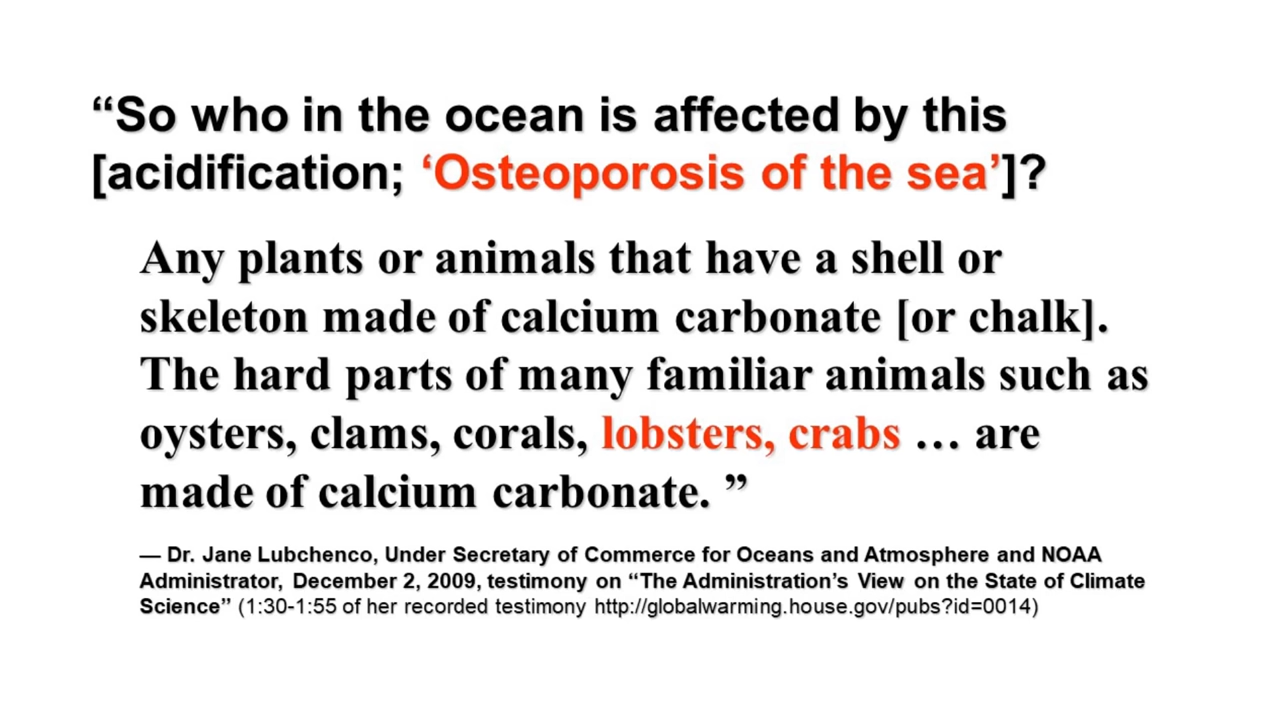 “So who in the ocean is affected by this
[acidification; ‘Osteoporosis of the sea’]?
Any plants or animals that have a shell or
skeleton made of calcium carbonate [or chalk].
The hard parts of many familiar animals such as
oysters, clams, corals, lobsters, crabs … are
made of calcium carbonate. ”
— Dr. Jane Lubchenco, Under Secretary of Commerce for Oceans and Atmosphere and NOAA
Administrator, December 2, 2009, testimony on “The Administration’s View on the State of Climate
Science” (1:30-1:55 of her recorded testimony http://globalwarming.house.gov/pubs?id=0014)